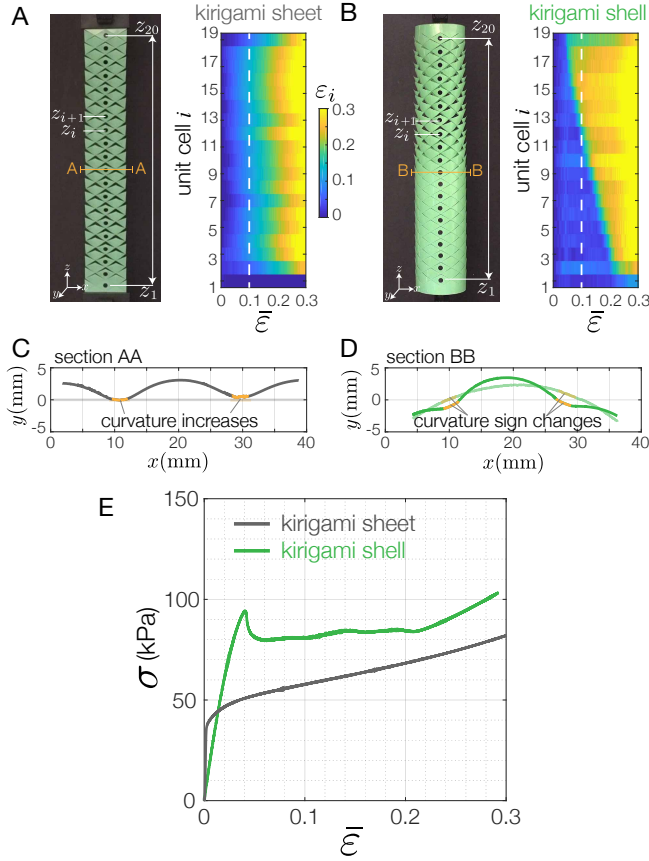 A
kirigami sheet
B
kirigami shell
z20
zi+1
zi
A A
z1
z
y x
unit cell i
19
17
15
13
11
9
7
5
3
1
0 0.1 0.2 0.3
ε̄
εi
0.3
0.2
0.1
0
z20
zi+1
zi
B B
z1
z
y x
unit cell i
19
17
15
13
11
9
7
5
3
1
0 0.1 0.2 0.3
ε̄
C
section AA
y(mm)
5
0
-5
curvature increases
0 10 20 30 40
x(mm)
D
section BB
y(mm)
5
0
-5
curvature sign changes
0 10 20 30 40
x(mm)
E
σ (kPa)
150
100
50
0
kirigami sheet
kirigami shell
0 0.1 0.2 0.3
ε̄